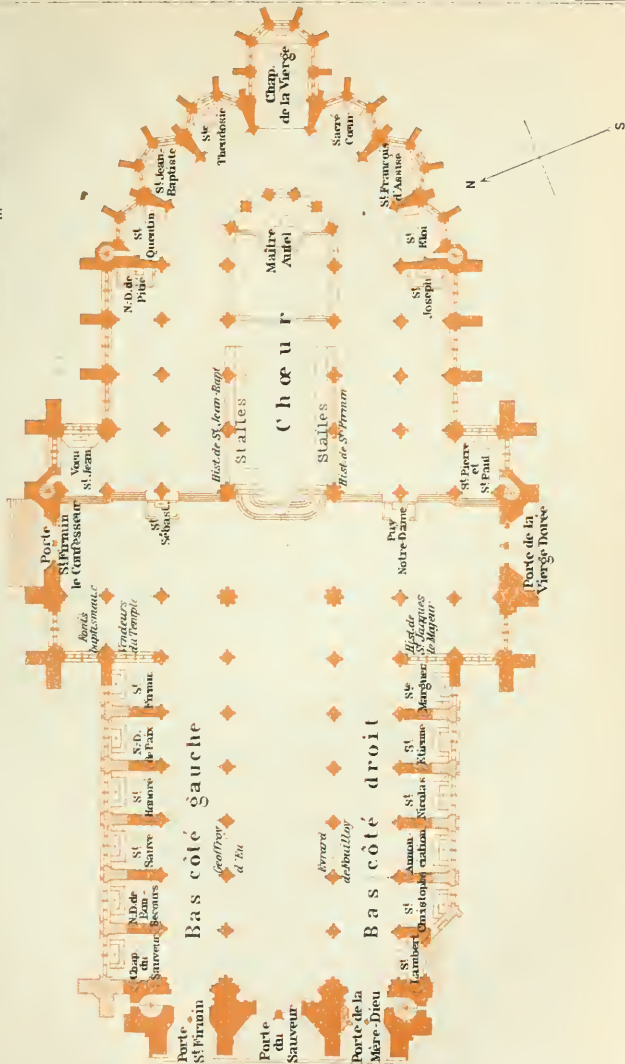 Chap.
de la Vierge
Ste
Theudosie
Sacré
Cœur
St Jean-
Baptiste
St François
d'Assise
St
Quentin
St
Eloi
N.-D. de
Pitié
St
Joseph
Maître
Autel
Chœur
Hist. de St Jean-Bapt
Stalles
Stalles
Hist. de St Firmin
Vœu
St Jean
St Pierre
et
St Paul
St
Sébast.
Puy
Notre-Dame
Porte
St Firmin
le Confesseur
Porte de la
Vierge Dorée
Fonts
baptismaux
Vendeurs
du Temple
Hist. de
St Jacques
le Majeur
St
Firmin
Ste
Marguer.
N.-D.
de Paix
St
Etienne
St
Honoré
St
Nicolas
St
Sauve
Annon-
ciation
N.-D. de
Bon-
Secours
St
Christophe
Chap.
du
Sauveur
St
Lambert
Bas côté gauche
Geoffroy
d'Eu
Evrard
de Fouilloy
Bas côté droit
Porte
St Firmin
Porte
du
Sauveur
Porte de la
Mère-Dieu
N
S